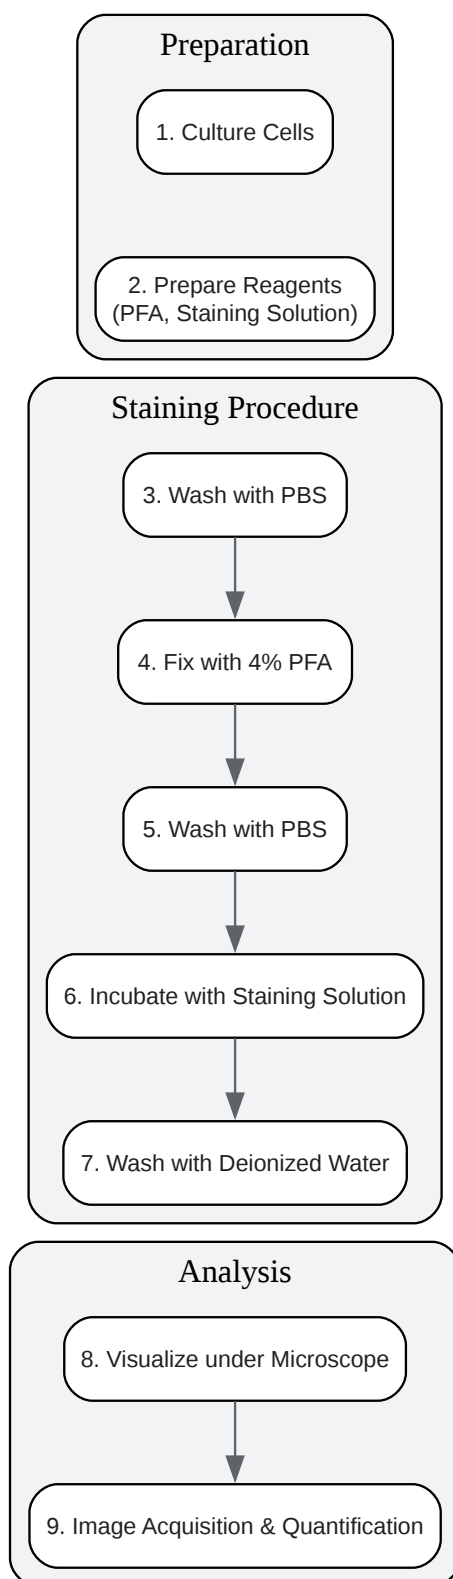 Preparation
1. Culture Cells
2. Prepare Reagents
(PFA, Staining Solution)
Staining Procedure
3. Wash with PBS
4. Fix with 4% PFA
5. Wash with PBS
6. Incubate with Staining Solution
7. Wash with Deionized Water
Analysis
8. Visualize under Microscope
9. Image Acquisition & Quantification